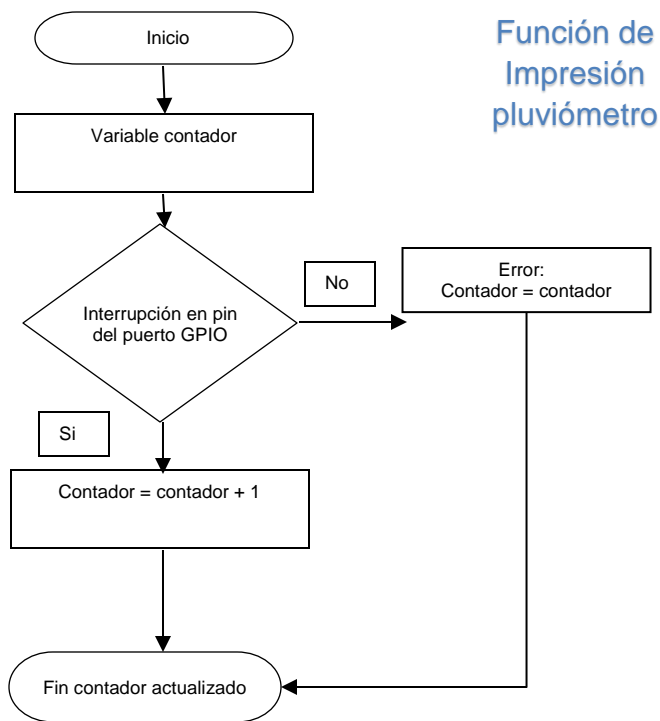 Función de
Impresión
pluviómetro
Inicio
Variable contador
Interrupción en pin
del puerto GPIO
No
Error:
Contador = contador
Si
Contador = contador + 1
Fin contador actualizado